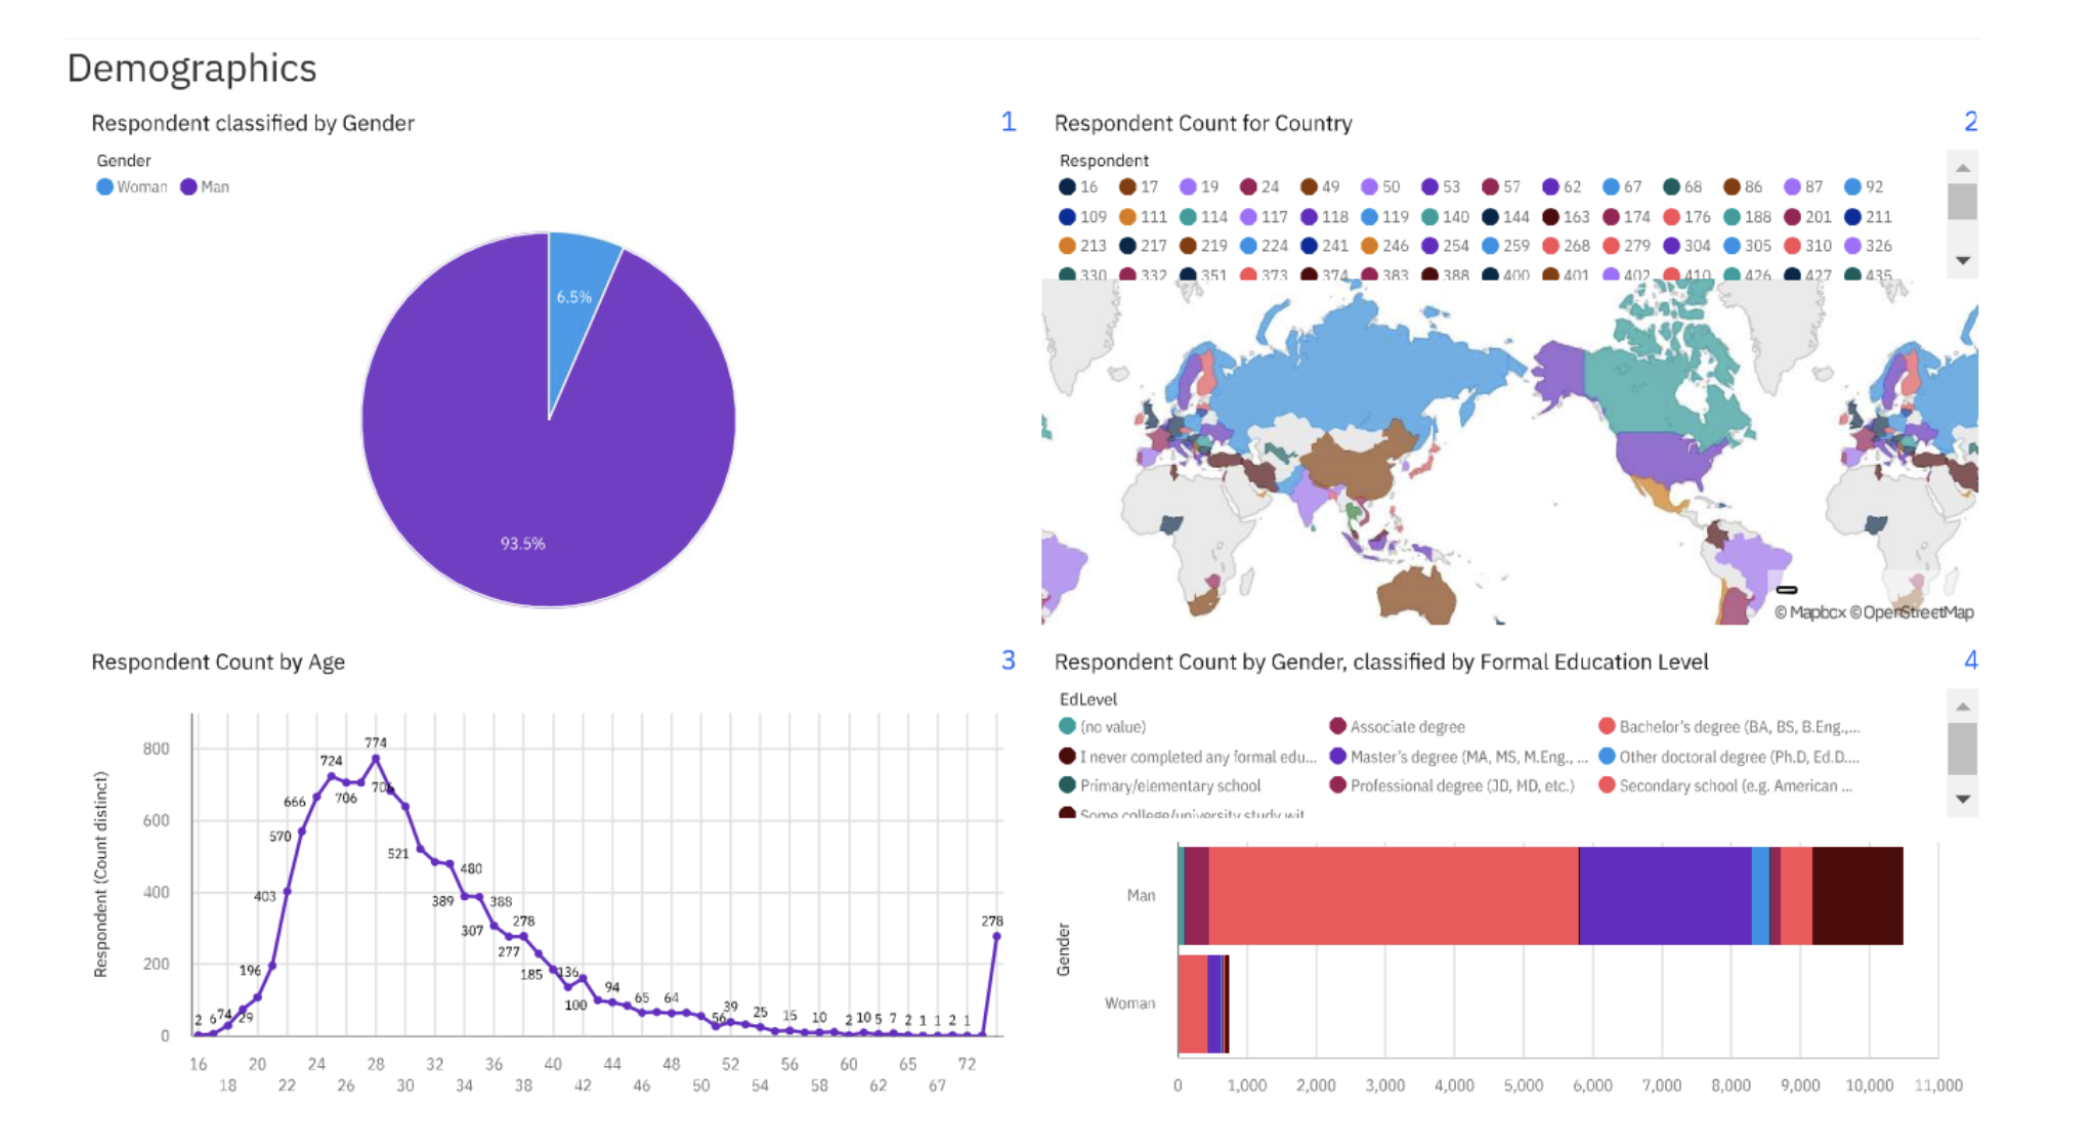 Demographics
Respondent classified by Gender 1
Gender
Woman Man
6.5%
93.5%
Respondent Count for Country 2
Respondent
16 17 19 24 49 50 53 57 62 67 68 86 87 92
109 111 114 117 118 119 140 144 163 174 176 188 201 211
213 217 219 224 241 246 254 259 268 279 304 305 310 326
330 332 351 373 374 383 388 400 401 402 410 426 427 435
© Mapbox © OpenStreetMap
Respondent Count by Age 3
Respondent (Count distinct)
800
600
400
200
0
2 6 74 29 196 403 570 666 724 706 774 521 480 389 388 307 278 277 185 136 100 94 65 64 56 39 25 15 10 2 10 5 7 2 1 1 2 1 278
16 20 24 28 32 36 40 44 48 52 56 60 65 72
18 22 26 30 34 38 42 46 50 54 58 62 67
Respondent Count by Gender, classified by Formal Education Level 4
EdLevel
(no value) Associate degree Bachelor's degree (BA, BS, B.Eng.,...
I never completed any formal edu... Master's degree (MA, MS, M.Eng., ... Other doctoral degree (Ph.D, Ed.D....
Primary/elementary school Professional degree (JD, MD, etc.) Secondary school (e.g. American ...
Some college/university study wit
Gender
Man
Woman
0 1,000 2,000 3,000 4,000 5,000 6,000 7,000 8,000 9,000 10,000 11,000